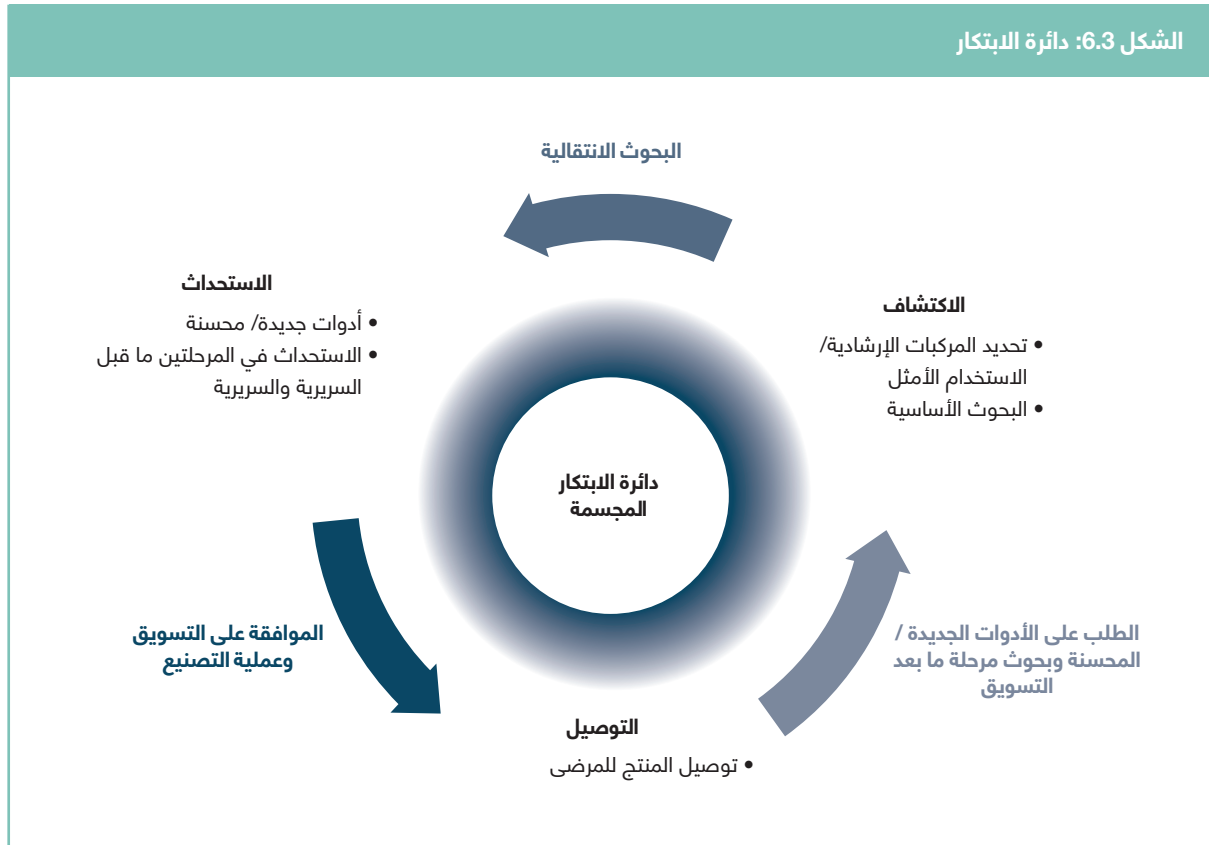 الشكل 6.3: دائرة الابتكار
البحوث الانتقالية
الاكتشاف
• تحديد المركبات الإرشادية/
الاستخدام الأمثل
• البحوث الأساسية
الاستحداث
• أدوات جديدة/ محسنة
• الاستحداث في المرحلتين ما قبل
السريرية والسريرية
دائرة الابتكار
المجسمة
الطلب على الأدوات الجديدة /
المحسنة وبحوث مرحلة ما بعد
التسويق
الموافقة على التسويق
وعملية التصنيع
التوصيل
• توصيل المنتج للمرضى